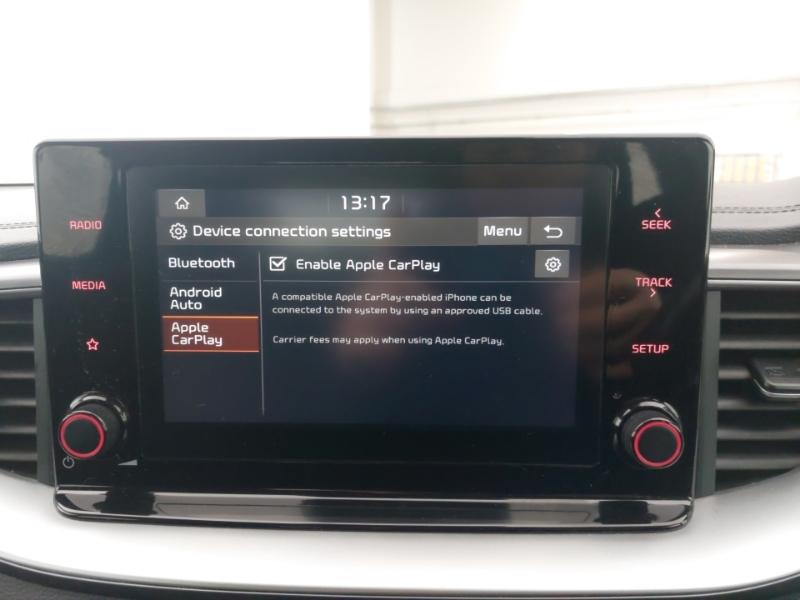 13:17
Device connection settings
Menu
Bluetooth
Android
Auto
Apple
CarPlay
Enable Apple CarPlay
A compatible Apple CarPlay-enabled iPhone can be
connected to the system by using an approved USB cable.
Carrier fees may apply when using Apple CarPlay.
RADIO
MEDIA
SEEK
TRACK
SETUP